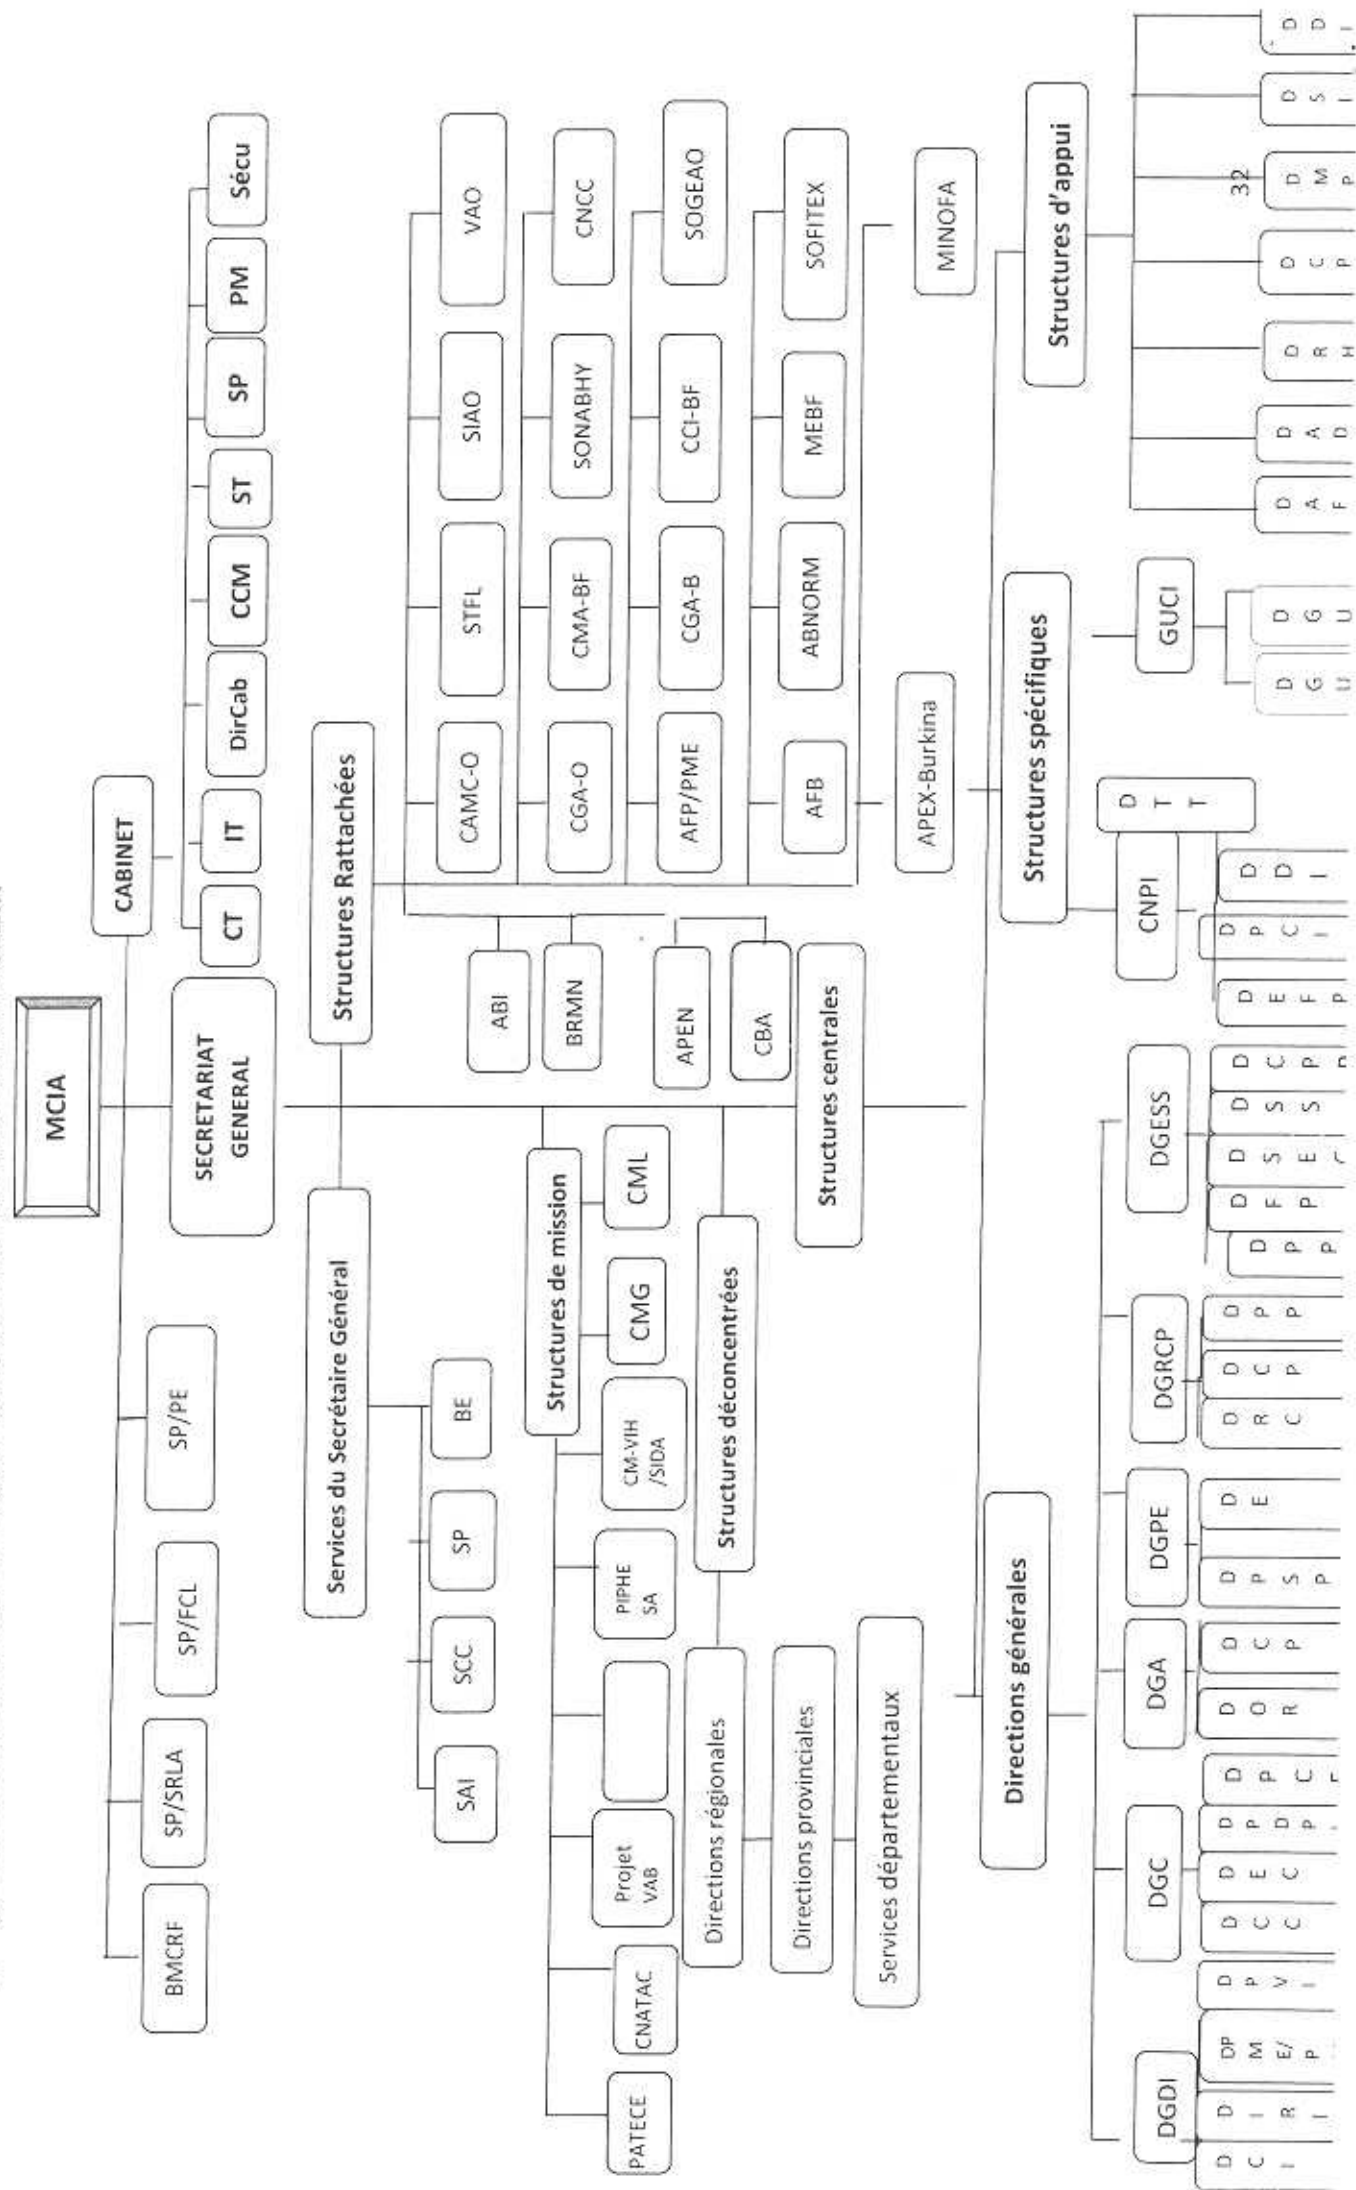 MCIA
CABINET
SECRETARIAT
GENERAL
BMCRF
SP/SRLA
SP/FCL
SP/PE
CT
IT
DirCab
CCM
ST
SP
PM
Sécu
Services du Secrétaire Général
Structures Rattachées
SAI
SCC
SP
BE
CAMC-O
STFL
SIAO
VAO
ABI
BRMN
CGA-O
CMA-BF
SONABHY
CNCC
Structures de mission
PATECE
CNATAC
Projet
VAB
PIPHE
SA
CM-VIH
/SIDA
CMG
CML
APEN
CBA
AFP/PME
CGA-B
CCI-BF
SOGEAO
AFB
ABNORM
MEBF
SOFITEX
Structures déconcentrées
Directions régionales
Directions provinciales
Services départementaux
Structures centrales
APEX-Burkina
MINOFA
Directions générales
Structures spécifiques
Structures d'appui
DGDI
DGC
DGA
DGPE
DGRCP
DGESS
CNPI
D
T
T
GUCI
D
C
I
D
I
R
I
DP
M
E/
P
D
P
V
I
D
C
C
D
E
C
D
P
D
P
D
P
C
D
O
R
D
C
P
D
P
S
P
D
E
D
R
C
D
C
P
D
P
P
D
P
P
D
F
P
D
S
E
D
S
S
P
D
C
P
D
E
F
P
D
P
C
I
D
D
I
D
G
U
D
G
U
D
A
F
D
A
D
D
R
H
D
C
P
32
D
M
P
D
S
I
D
D
I